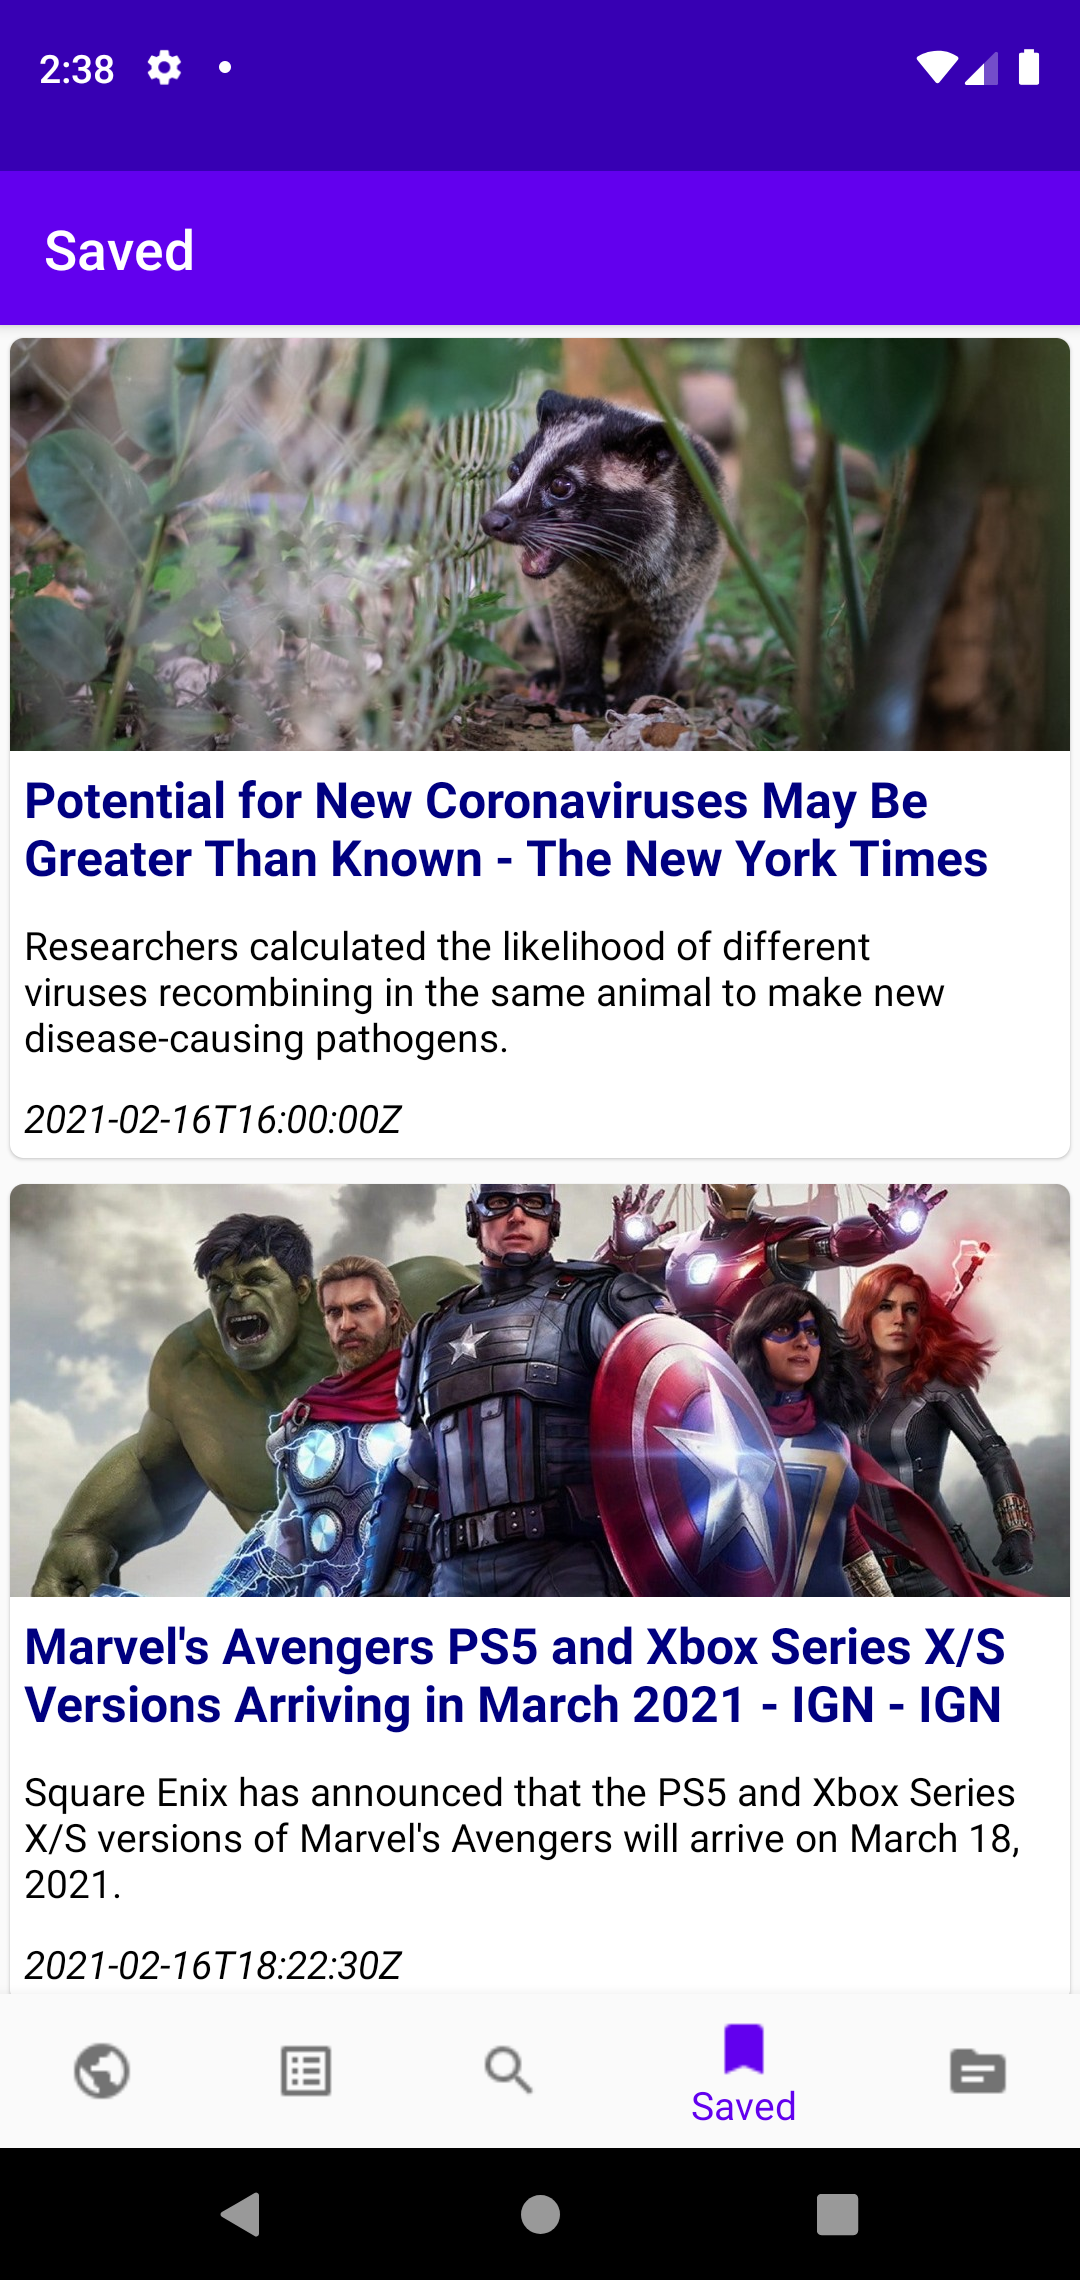 2:38
Saved
Potential for New Coronaviruses May Be
Greater Than Known - The New York Times
Researchers calculated the likelihood of different
viruses recombining in the same animal to make new
disease-causing pathogens.
2021-02-16T16:00:00Z
Marvel's Avengers PS5 and Xbox Series X/S
Versions Arriving in March 2021 - IGN - IGN
Square Enix has announced that the PS5 and Xbox Series
X/S versions of Marvel's Avengers will arrive on March 18,
2021.
2021-02-16T18:22:30Z
Saved